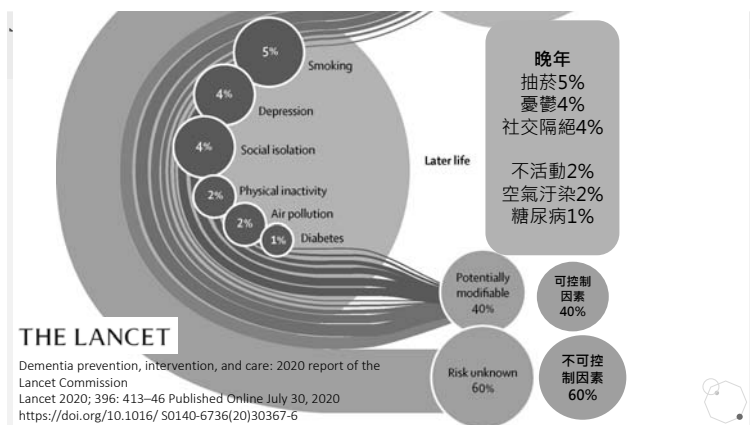 5%
Smoking
4%
Depression
4%
Social isolation
2%
Physical inactivity
2%
Air pollution
1%
Diabetes
Later life
晚年
抽菸5%
憂鬱4%
社交隔絕4%
不活動2%
空氣汙染2%
糖尿病1%
Potentially
modifiable
40%
可控制
因素
40%
Risk unknown
60%
不可控
制因素
60%
THE LANCET
Dementia prevention, intervention, and care: 2020 report of the
Lancet Commission
Lancet 2020; 396: 413–46 Published Online July 30, 2020
https://doi.org/10.1016/ S0140-6736(20)30367-6